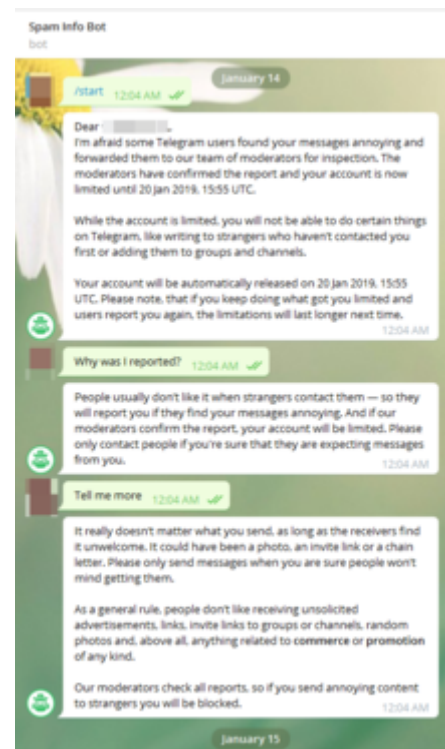 Spam Info Bot
bot
January 14
/start 12:04 AM
Dear
I'm afraid some Telegram users found your messages annoying and
forwarded them to our team of moderators for inspection. The
moderators have confirmed the report and your account is now
limited until 20 Jan 2019, 15:55 UTC.
While the account is limited, you will not be able to do certain things
on Telegram, like writing to strangers who haven't contacted you
first or adding them to groups and channels.
Your account will be automatically released on 20 Jan 2019, 15:55
UTC. Please note, that if you keep doing what got you limited and
users report you again, the limitations will last longer next time.
12:04 AM
Why was I reported? 12:04 AM
People usually don't like it when strangers contact them — so they
will report you if they find your messages annoying. And if our
moderators confirm the report, your account will be limited. Please
only contact people if you're sure that they are expecting messages
from you.
12:04 AM
Tell me more 12:04 AM
It really doesn't matter what you send, as long as the receivers find
it unwelcome. It could have been a photo, an invite link or a chain
letter. Please only send messages when you are sure people won't
mind getting them.
As a general rule, people don't like receiving unsolicited
advertisements, links, invite links to groups or channels, random
photos and, above all, anything related to commerce or promotion
of any kind.
Our moderators check all reports, so if you send annoying content
to strangers you will be blocked.
12:04 AM
January 15